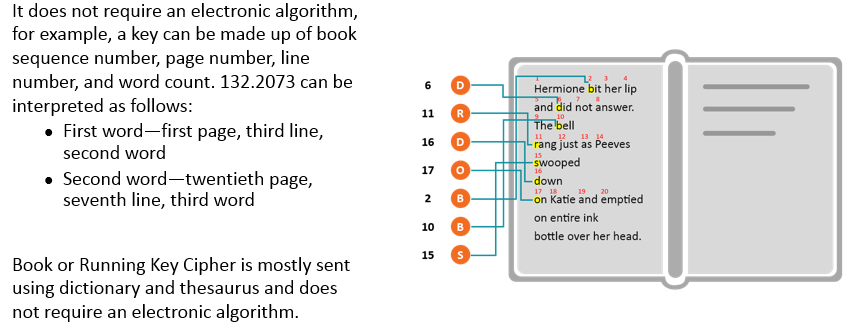 It does not require an electronic algorithm,
for example, a key can be made up of book
sequence number, page number, line
number, and word count. 132.2073 can be
interpreted as follows:
• First word—first page, third line,
second word
• Second word—twentieth page,
seventh line, third word
Book or Running Key Cipher is mostly sent
using dictionary and thesaurus and does
not require an electronic algorithm.
6 D
11 R
16 D
17 O
2 B
10 B
15 S
1 2 3 4
Hermione bit her lip
5 6 7 8
and did not answer.
9 10
The bell
11 12 13 14
rang just as Peeves
15
swooped
16
down
17 18 19 20
on Katie and emptied
on entire ink
bottle over her head.